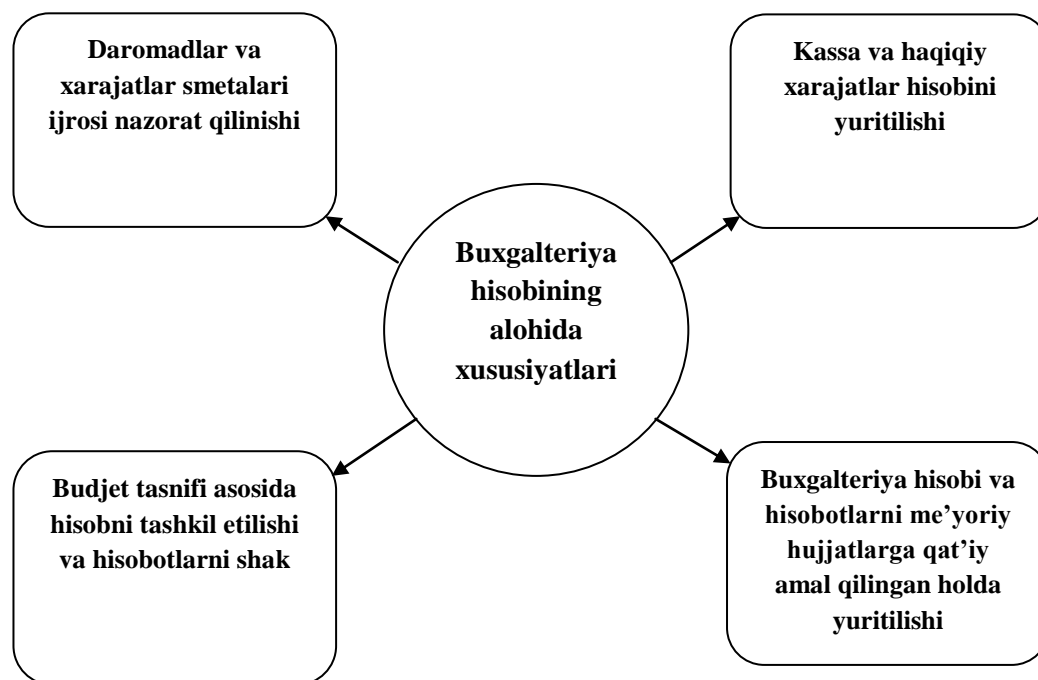 Daromadlar va
xarajatlar smetalari
ijrosi nazorat qilinishi
Kassa va haqiqiy
xarajatlar hisobini
yuritilishi
Buxgalteriya
hisobining
alohida
xususiyatlari
Budjet tasnifi asosida
hisobni tashkil etilishi
va hisobotlarni shak
Buxgalteriya hisobi va
hisobotlarni me’yoriy
hujjatlarga qat’iy
amal qilingan holda
yuritilishi